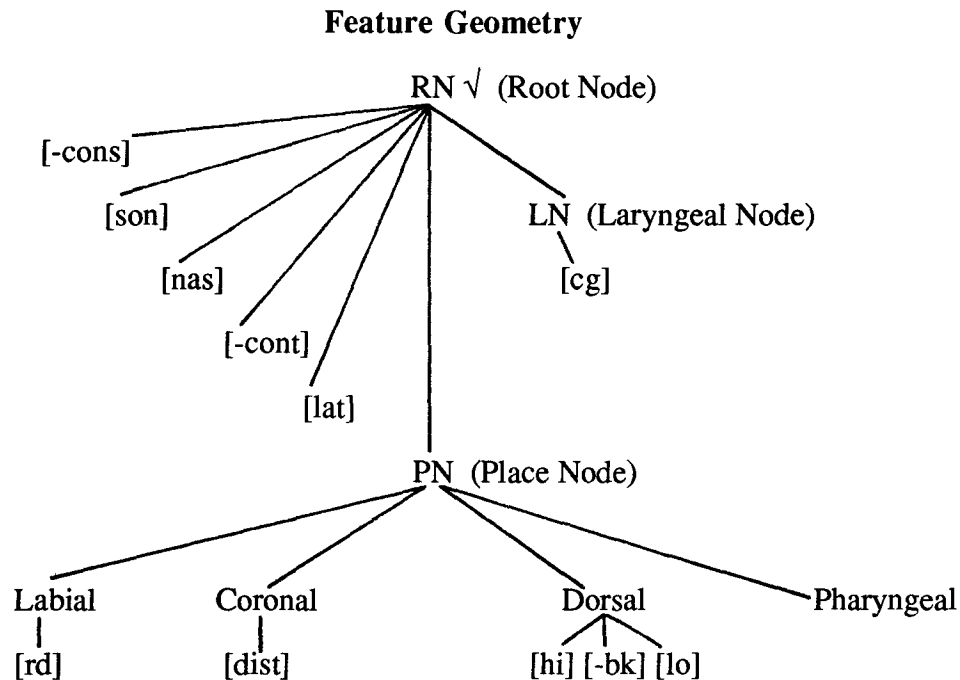 Feature Geometry
RN √ (Root Node)
[-cons]
[son]
LN (Laryngeal Node)
[nas]
[cg]
[-cont]
[lat]
PN (Place Node)
Labial Coronal Dorsal Pharyngeal
[rd] [dist] [hi] [-bk] [lo]